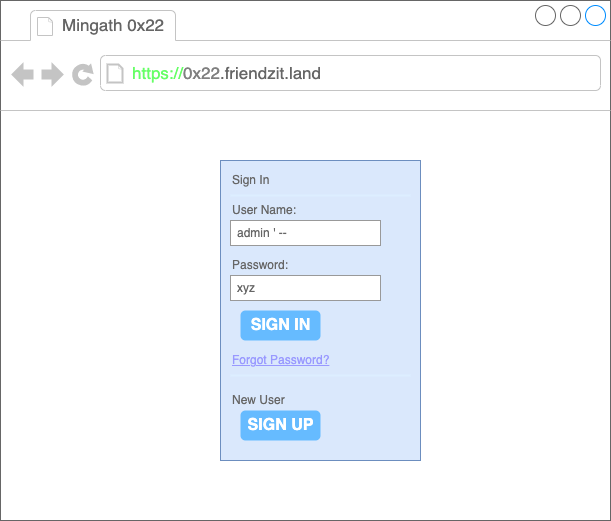 Mingath 0x22
https://0x22.friendzit.land
Sign In
User Name:
admin ' --
Password:
xyz
SIGN IN
Forgot Password?
New User
SIGN UP